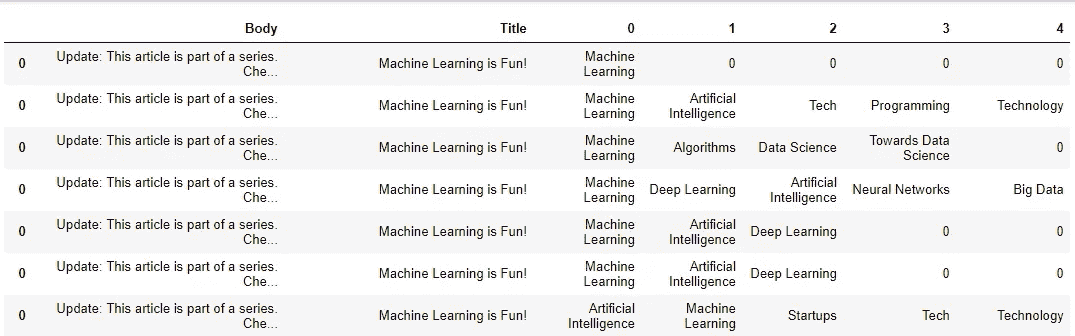 Body Title 0 1 2 3 4
0 Update: This article is part of a series. Che... Machine Learning is Fun! Machine Learning 0 0 0 0
0 Update: This article is part of a series. Che... Machine Learning is Fun! Machine Learning Artificial Intelligence Tech Programming Technology
0 Update: This article is part of a series. Che... Machine Learning is Fun! Machine Learning Algorithms Data Science Towards Data Science 0
0 Update: This article is part of a series. Che... Machine Learning is Fun! Machine Learning Deep Learning Artificial Intelligence Neural Networks Big Data
0 Update: This article is part of a series. Che... Machine Learning is Fun! Machine Learning Artificial Intelligence Deep Learning 0 0
0 Update: This article is part of a series. Che... Machine Learning is Fun! Machine Learning Artificial Intelligence Deep Learning 0 0
0 Update: This article is part of a series. Che... Machine Learning is Fun! Artificial Intelligence Machine Learning Startups Tech Technology